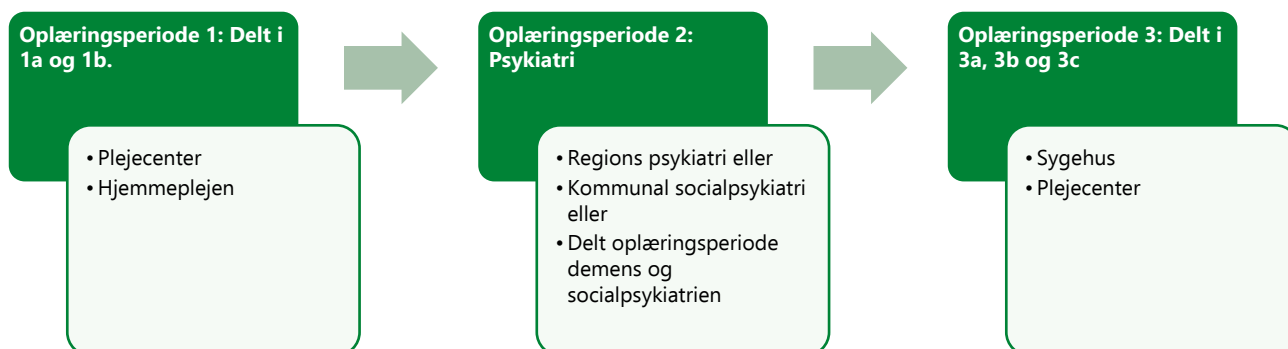 Oplæringsperiode 1: Delt i
1a og 1b.
• Plejecenter
• Hjemmeplejen
Oplæringsperiode 2:
Psykiatri
• Regions psykiatri eller
• Kommunal socialpsykiatri
eller
• Delt oplæringsperiode
demens og
socialpsykiatrien
Oplæringsperiode 3: Delt i
3a, 3b og 3c
• Sygehus
• Plejecenter